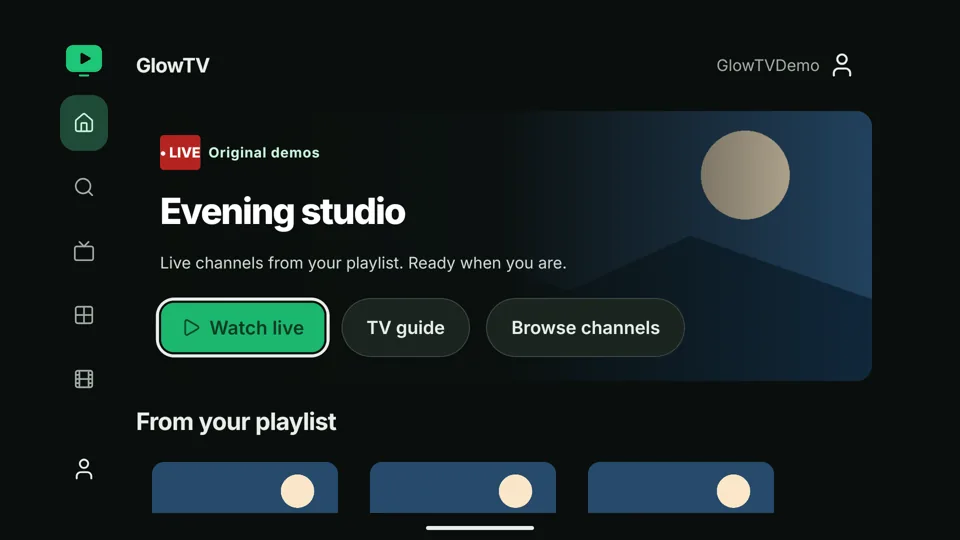 GlowTV
GlowTVDemo
• LIVE Original demos
Evening studio
Live channels from your playlist. Ready when you are.
Watch live
TV guide
Browse channels
From your playlist